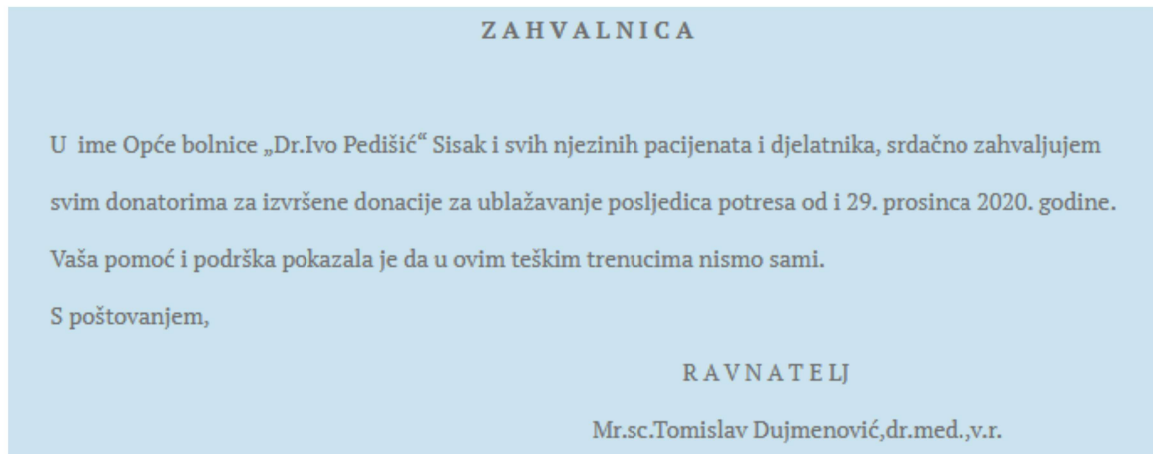 Z A H V A L N I C A
U  ime Opće bolnice „Dr.Ivo Pedišić“ Sisak i svih njezinih pacijenata i djelatnika, srdačno zahvaljujem
svim donatorima za izvršene donacije za ublažavanje posljedica potresa od i 29. prosinca 2020. godine.
Vaša pomoć i podrška pokazala je da u ovim teškim trenucima nismo sami.
S poštovanjem,
R A V N A T E LJ
Mr.sc.Tomislav Dujmenović,dr.med.,v.r.